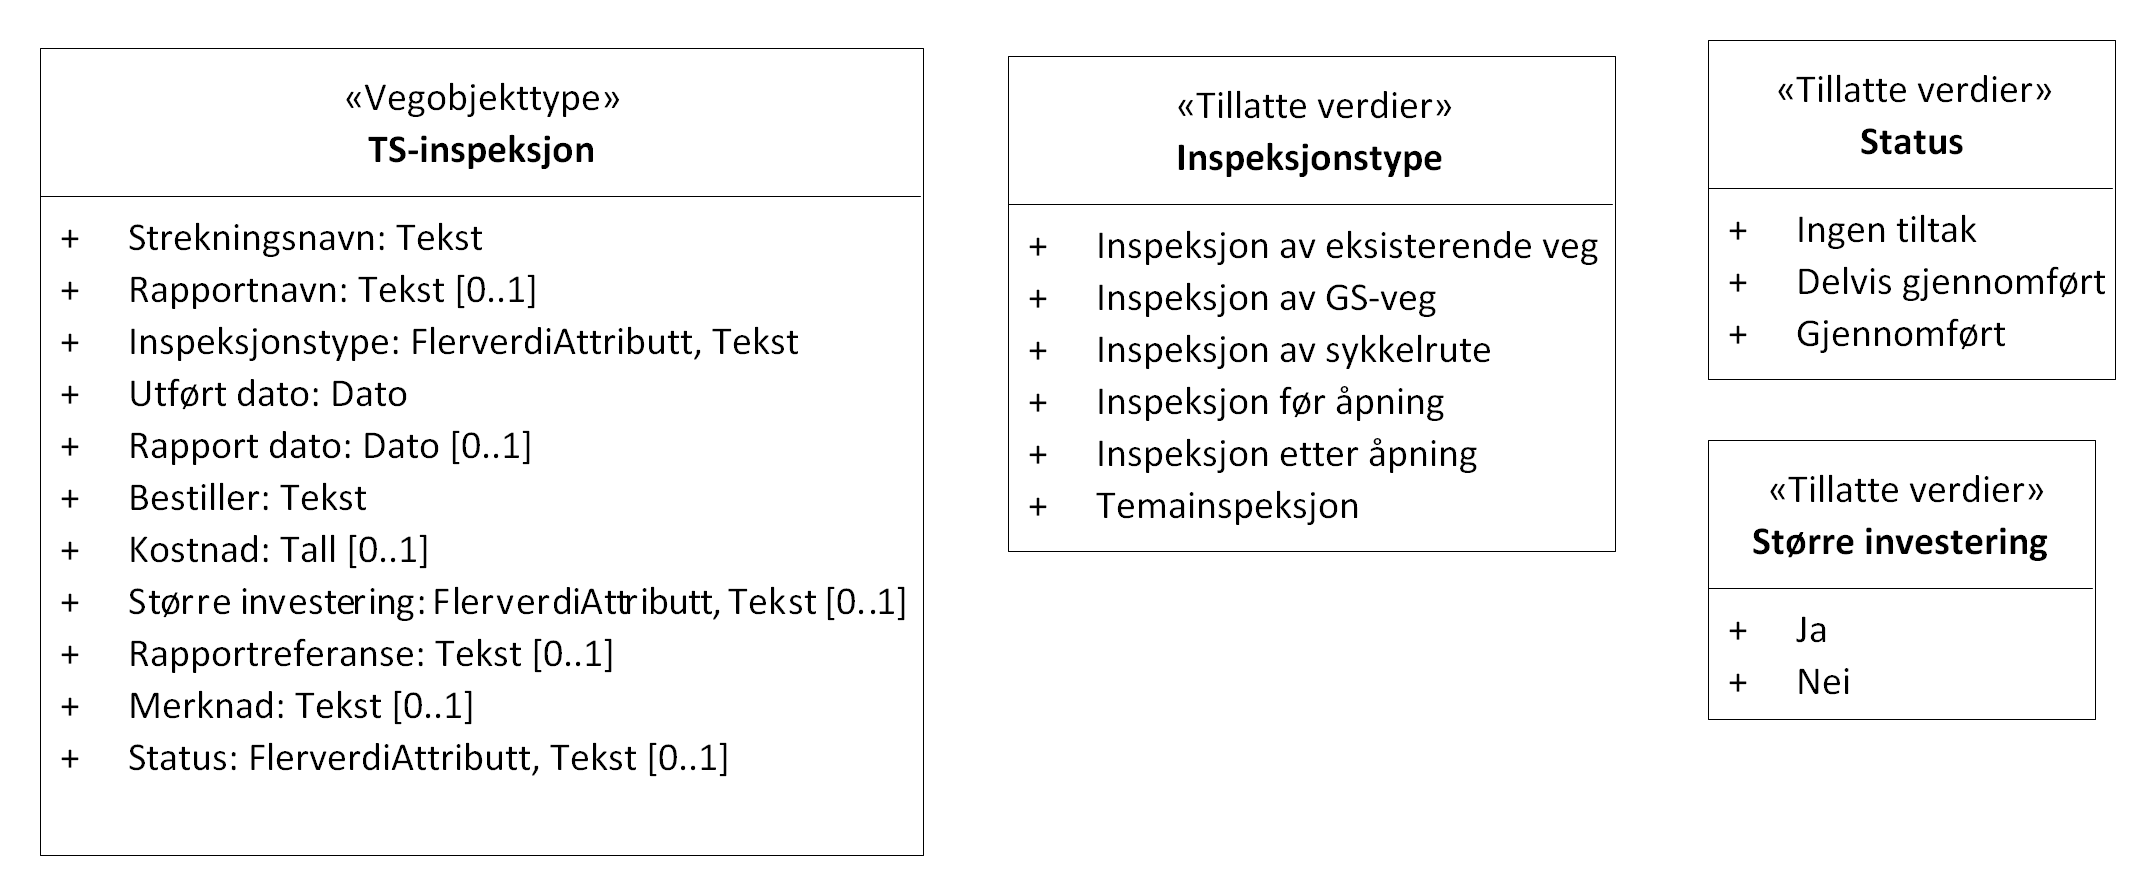 «Vegobjekttype»
TS-inspeksjon
+ Strekningsnavn: Tekst
+ Rapportnavn: Tekst [0..1]
+ Inspeksjonstype: FlerverdiAttributt, Tekst
+ Utført dato: Dato
+ Rapport dato: Dato [0..1]
+ Bestiller: Tekst
+ Kostnad: Tall [0..1]
+ Større investering: FlerverdiAttributt, Tekst [0..1]
+ Rapportreferanse: Tekst [0..1]
+ Merknad: Tekst [0..1]
+ Status: FlerverdiAttributt, Tekst [0..1]
«Tillatte verdier»
Inspeksjonstype
+ Inspeksjon av eksisterende veg
+ Inspeksjon av GS-veg
+ Inspeksjon av sykkelrute
+ Inspeksjon før åpning
+ Inspeksjon etter åpning
+ Temainspeksjon
«Tillatte verdier»
Status
+ Ingen tiltak
+ Delvis gjennomført
+ Gjennomført
«Tillatte verdier»
Større investering
+ Ja
+ Nei